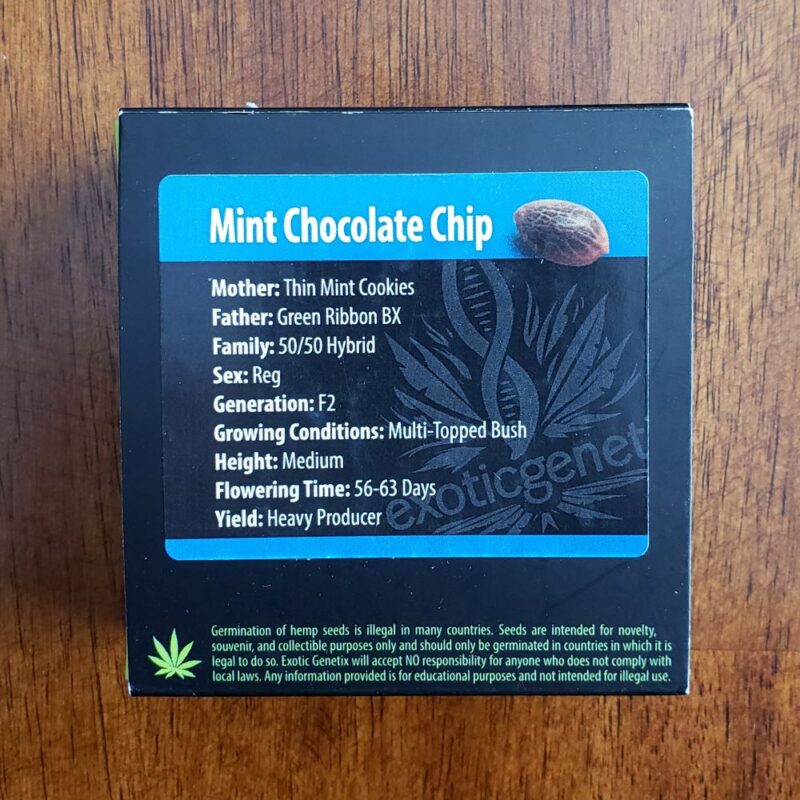 Mint Chocolate Chip
Mother: Thin Mint Cookies
Father: Green Ribbon BX
Family: 50/50 Hybrid
Sex: Reg
Generation: F2
Growing Conditions: Multi-Topped Bush
Height: Medium
Flowering Time: 56-63 Days
Yield: Heavy Producer
exoticgenet
Germination of hemp seeds is illegal in many countries. Seeds are intended for novelty,
souvenir, and collectible purposes only and should only be germinated in countries in which it is
legal to do so. Exotic Genetix will accept NO responsibility for anyone who does not comply with
local laws. Any information provided is for educational purposes and not intended for illegal use.